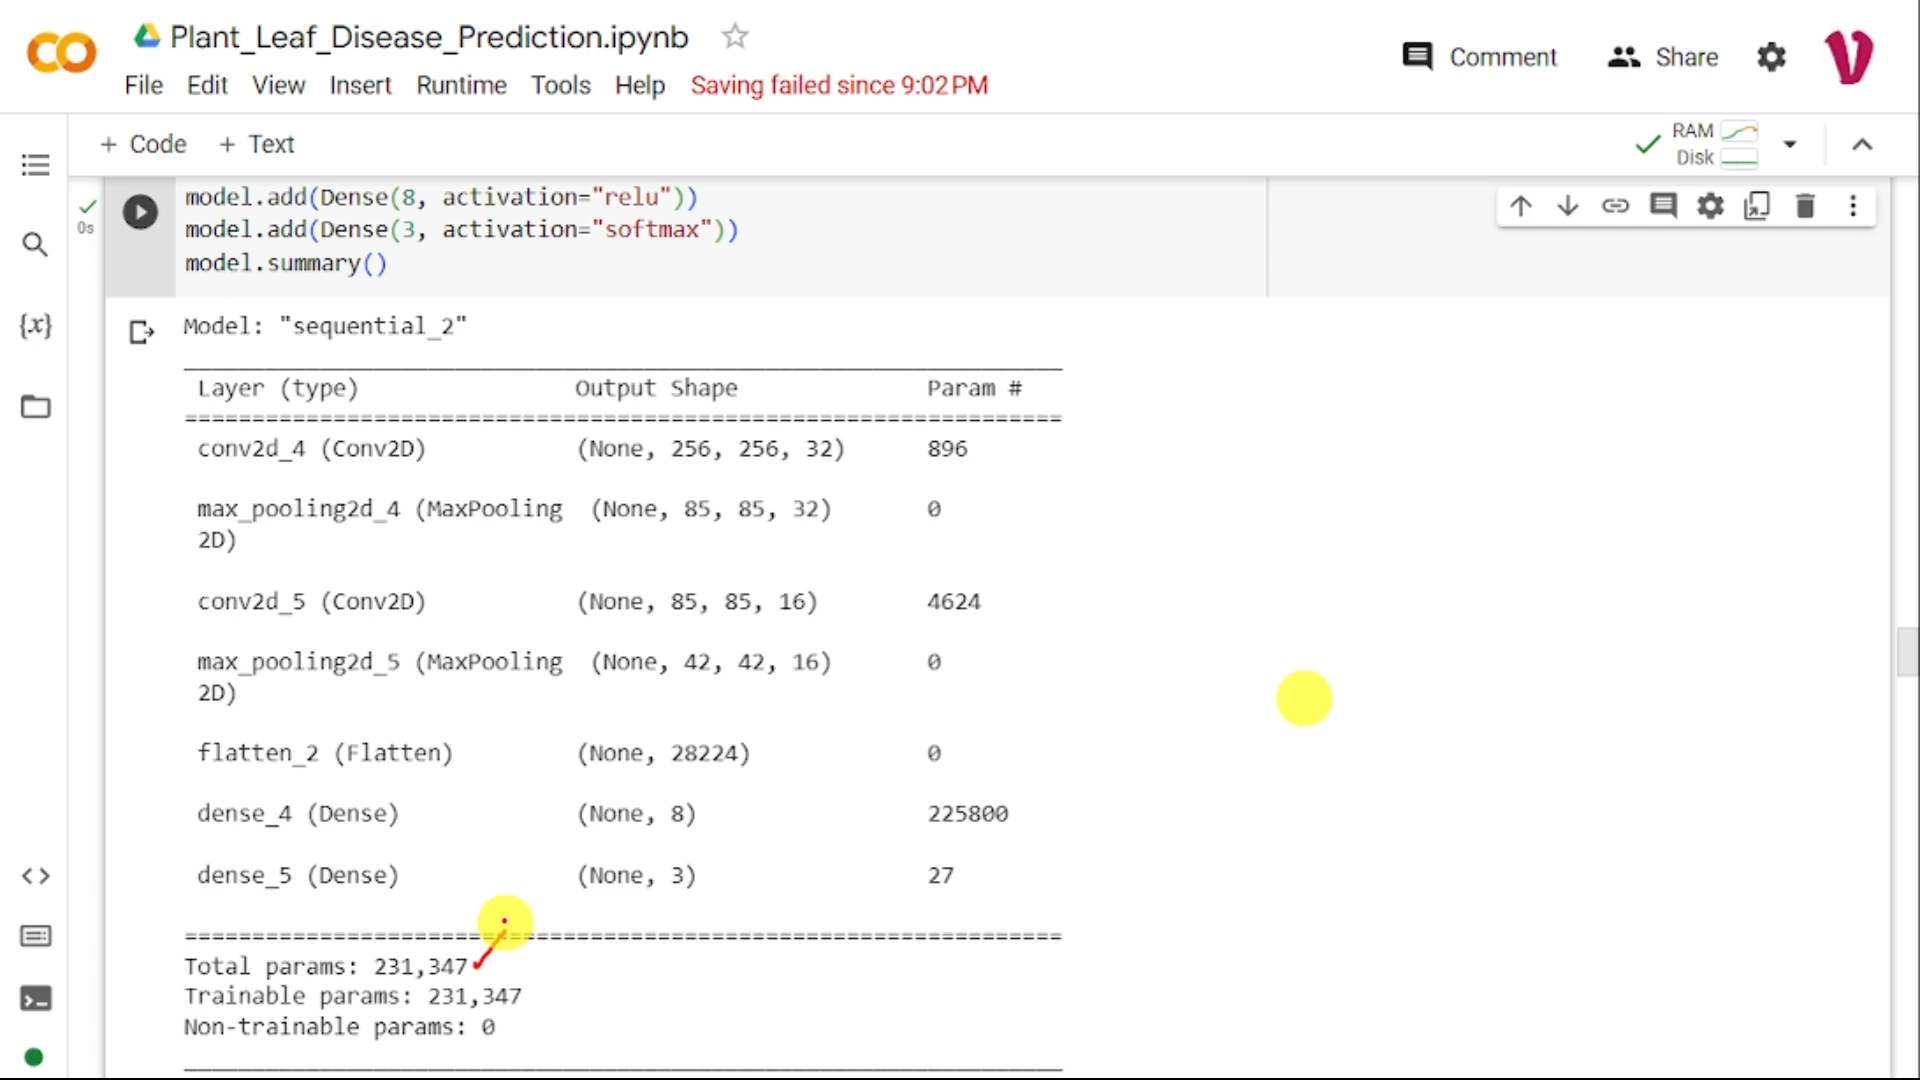 Plant_Leaf_Disease_Prediction.ipynb
Comment
Share
File Edit View Insert Runtime Tools Help Saving failed since 9:02 PM
+ Code + Text
RAM
Disk
0s
model.add(Dense(8, activation="relu"))
model.add(Dense(3, activation="softmax"))
model.summary()
Model: "sequential_2"
Layer (type) Output Shape Param #
conv2d_4 (Conv2D) (None, 256, 256, 32) 896
max_pooling2d_4 (MaxPooling (None, 85, 85, 32) 0
2D)
conv2d_5 (Conv2D) (None, 85, 85, 16) 4624
max_pooling2d_5 (MaxPooling (None, 42, 42, 16) 0
2D)
flatten_2 (Flatten) (None, 28224) 0
dense_4 (Dense) (None, 8) 225800
dense_5 (Dense) (None, 3) 27
Total params: 231,347
Trainable params: 231,347
Non-trainable params: 0